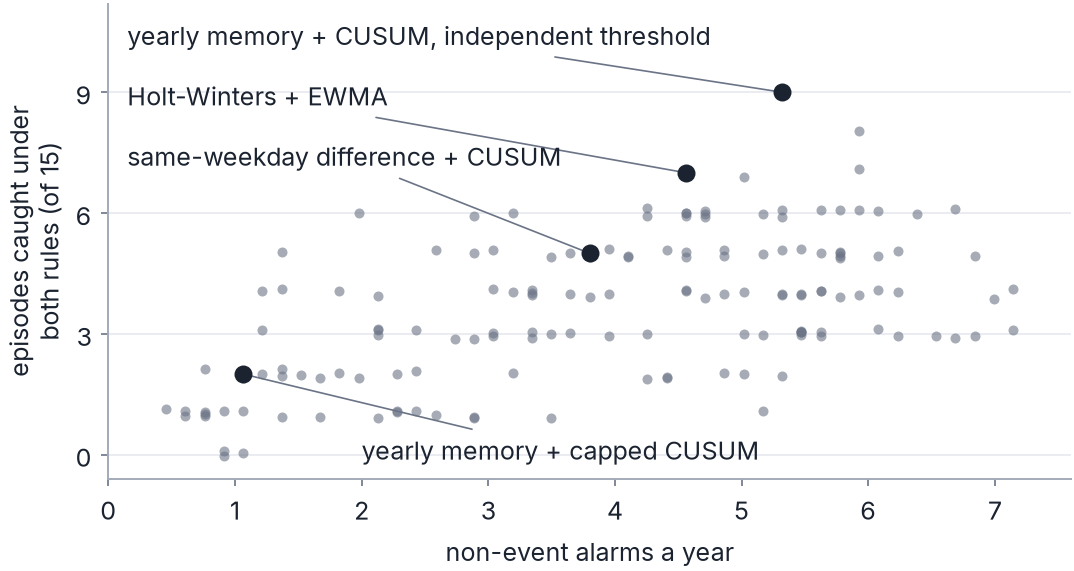 yearly memory + CUSUM, independent threshold
Holt-Winters + EWMA
same-weekday difference + CUSUM
yearly memory + capped CUSUM
episodes caught under
both rules (of 15)
9
6
3
0
0 1 2 3 4 5 6 7
non-event alarms a year